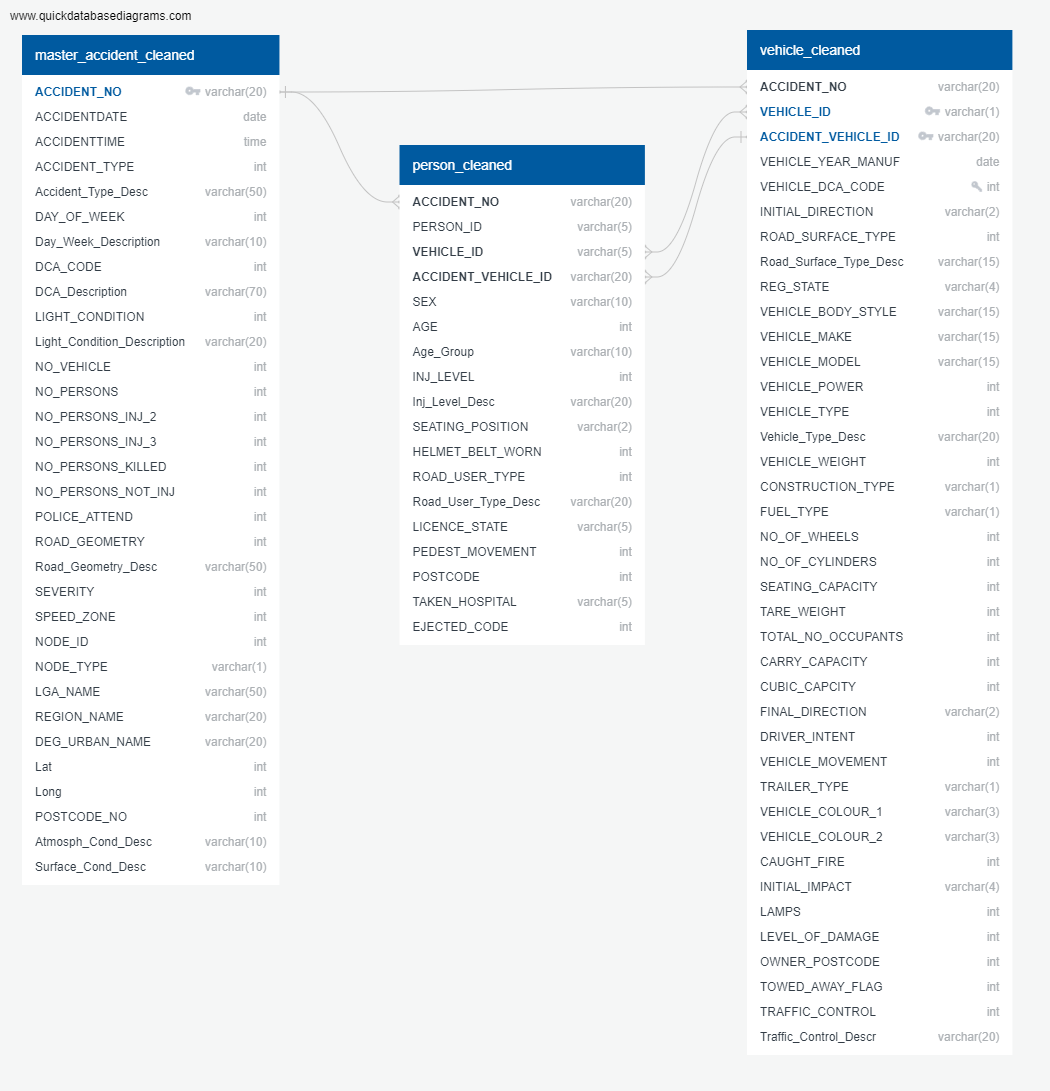 www.quickdatabasediagrams.com
master_accident_cleaned
ACCIDENT_NO varchar(20)
ACCIDENTDATE date
ACCIDENTTIME time
ACCIDENT_TYPE int
Accident_Type_Desc varchar(50)
DAY_OF_WEEK int
Day_Week_Description varchar(10)
DCA_CODE int
DCA_Description varchar(70)
LIGHT_CONDITION int
Light_Condition_Description varchar(20)
NO_VEHICLE int
NO_PERSONS int
NO_PERSONS_INJ_2 int
NO_PERSONS_INJ_3 int
NO_PERSONS_KILLED int
NO_PERSONS_NOT_INJ int
POLICE_ATTEND int
ROAD_GEOMETRY int
Road_Geometry_Desc varchar(50)
SEVERITY int
SPEED_ZONE int
NODE_ID int
NODE_TYPE varchar(1)
LGA_NAME varchar(50)
REGION_NAME varchar(20)
DEG_URBAN_NAME varchar(20)
Lat int
Long int
POSTCODE_NO int
Atmosph_Cond_Desc varchar(10)
Surface_Cond_Desc varchar(10)
person_cleaned
ACCIDENT_NO varchar(20)
PERSON_ID varchar(5)
VEHICLE_ID varchar(5)
ACCIDENT_VEHICLE_ID varchar(20)
SEX varchar(10)
AGE int
Age_Group varchar(10)
INJ_LEVEL int
Inj_Level_Desc varchar(20)
SEATING_POSITION varchar(2)
HELMET_BELT_WORN int
ROAD_USER_TYPE int
Road_User_Type_Desc varchar(20)
LICENCE_STATE varchar(5)
PEDEST_MOVEMENT int
POSTCODE int
TAKEN_HOSPITAL varchar(5)
EJECTED_CODE int
vehicle_cleaned
ACCIDENT_NO varchar(20)
VEHICLE_ID varchar(1)
ACCIDENT_VEHICLE_ID varchar(20)
VEHICLE_YEAR_MANUF date
VEHICLE_DCA_CODE int
INITIAL_DIRECTION varchar(2)
ROAD_SURFACE_TYPE int
Road_Surface_Type_Desc varchar(15)
REG_STATE varchar(4)
VEHICLE_BODY_STYLE varchar(15)
VEHICLE_MAKE varchar(15)
VEHICLE_MODEL varchar(15)
VEHICLE_POWER int
VEHICLE_TYPE int
Vehicle_Type_Desc varchar(20)
VEHICLE_WEIGHT int
CONSTRUCTION_TYPE varchar(1)
FUEL_TYPE varchar(1)
NO_OF_WHEELS int
NO_OF_CYLINDERS int
SEATING_CAPACITY int
TARE_WEIGHT int
TOTAL_NO_OCCUPANTS int
CARRY_CAPACITY int
CUBIC_CAPCITY int
FINAL_DIRECTION varchar(2)
DRIVER_INTENT int
VEHICLE_MOVEMENT int
TRAILER_TYPE varchar(1)
VEHICLE_COLOUR_1 varchar(3)
VEHICLE_COLOUR_2 varchar(3)
CAUGHT_FIRE int
INITIAL_IMPACT varchar(4)
LAMPS int
LEVEL_OF_DAMAGE int
OWNER_POSTCODE int
TOWED_AWAY_FLAG int
TRAFFIC_CONTROL int
Traffic_Control_Descr varchar(20)